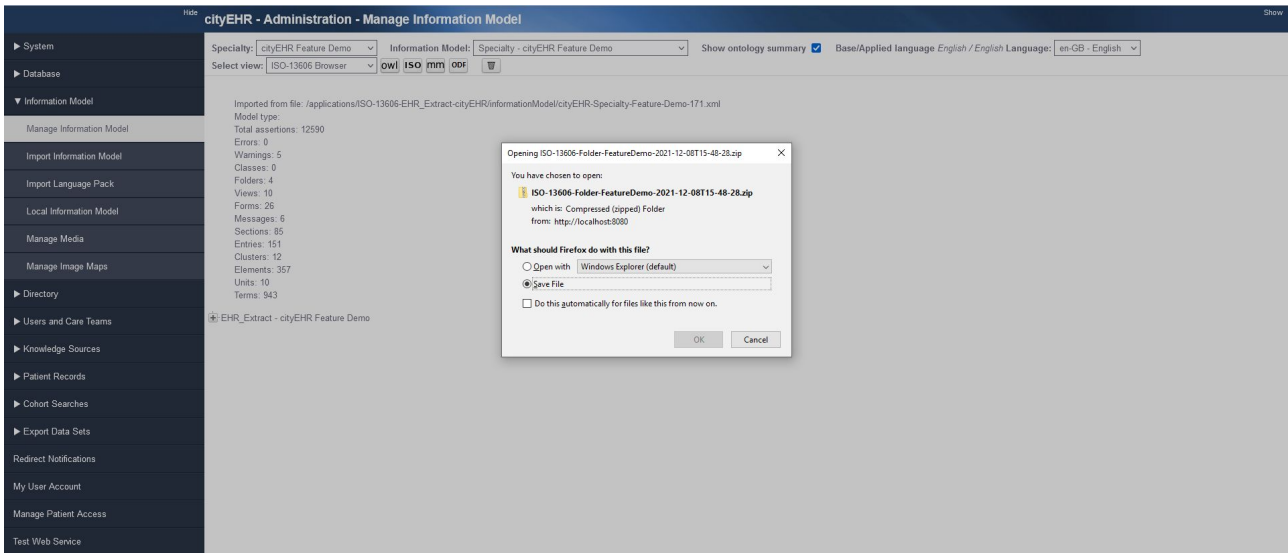 Hide
cityEHR - Administration - Manage Information Model
Show
▶ System
▶ Database
▼ Information Model
Manage Information Model
Import Information Model
Import Language Pack
Local Information Model
Manage Media
Manage Image Maps
▶ Directory
▶ Users and Care Teams
▶ Knowledge Sources
▶ Patient Records
▶ Cohort Searches
▶ Export Data Sets
Redirect Notifications
My User Account
Manage Patient Access
Test Web Service
Specialty: cityEHR Feature Demo Information Model: Specialty - cityEHR Feature Demo Show ontology summary Base/Applied language English / English Language: en-GB - English
Select view: ISO-13606 Browser owl ISO mm ODF
Imported from file: /applications/ISO-13606-EHR_Extract-cityEHR/informationModel/cityEHR-Specialty-Feature-Demo-171.xml
Model type:
Total assertions: 12590
Errors: 0
Warnings: 5
Classes: 0
Folders: 4
Views: 10
Forms: 26
Messages: 6
Sections: 85
Entries: 151
Clusters: 12
Elements: 357
Units: 10
Terms: 943
EHR_Extract - cityEHR Feature Demo
Opening ISO-13606-Folder-FeatureDemo-2021-12-08T15-48-28.zip
You have chosen to open:
ISO-13606-Folder-FeatureDemo-2021-12-08T15-48-28.zip
which is: Compressed (zipped) Folder
from: http://localhost:8080
What should Firefox do with this file?
Open with Windows Explorer (default)
Save File
Do this automatically for files like this from now on.
OK Cancel